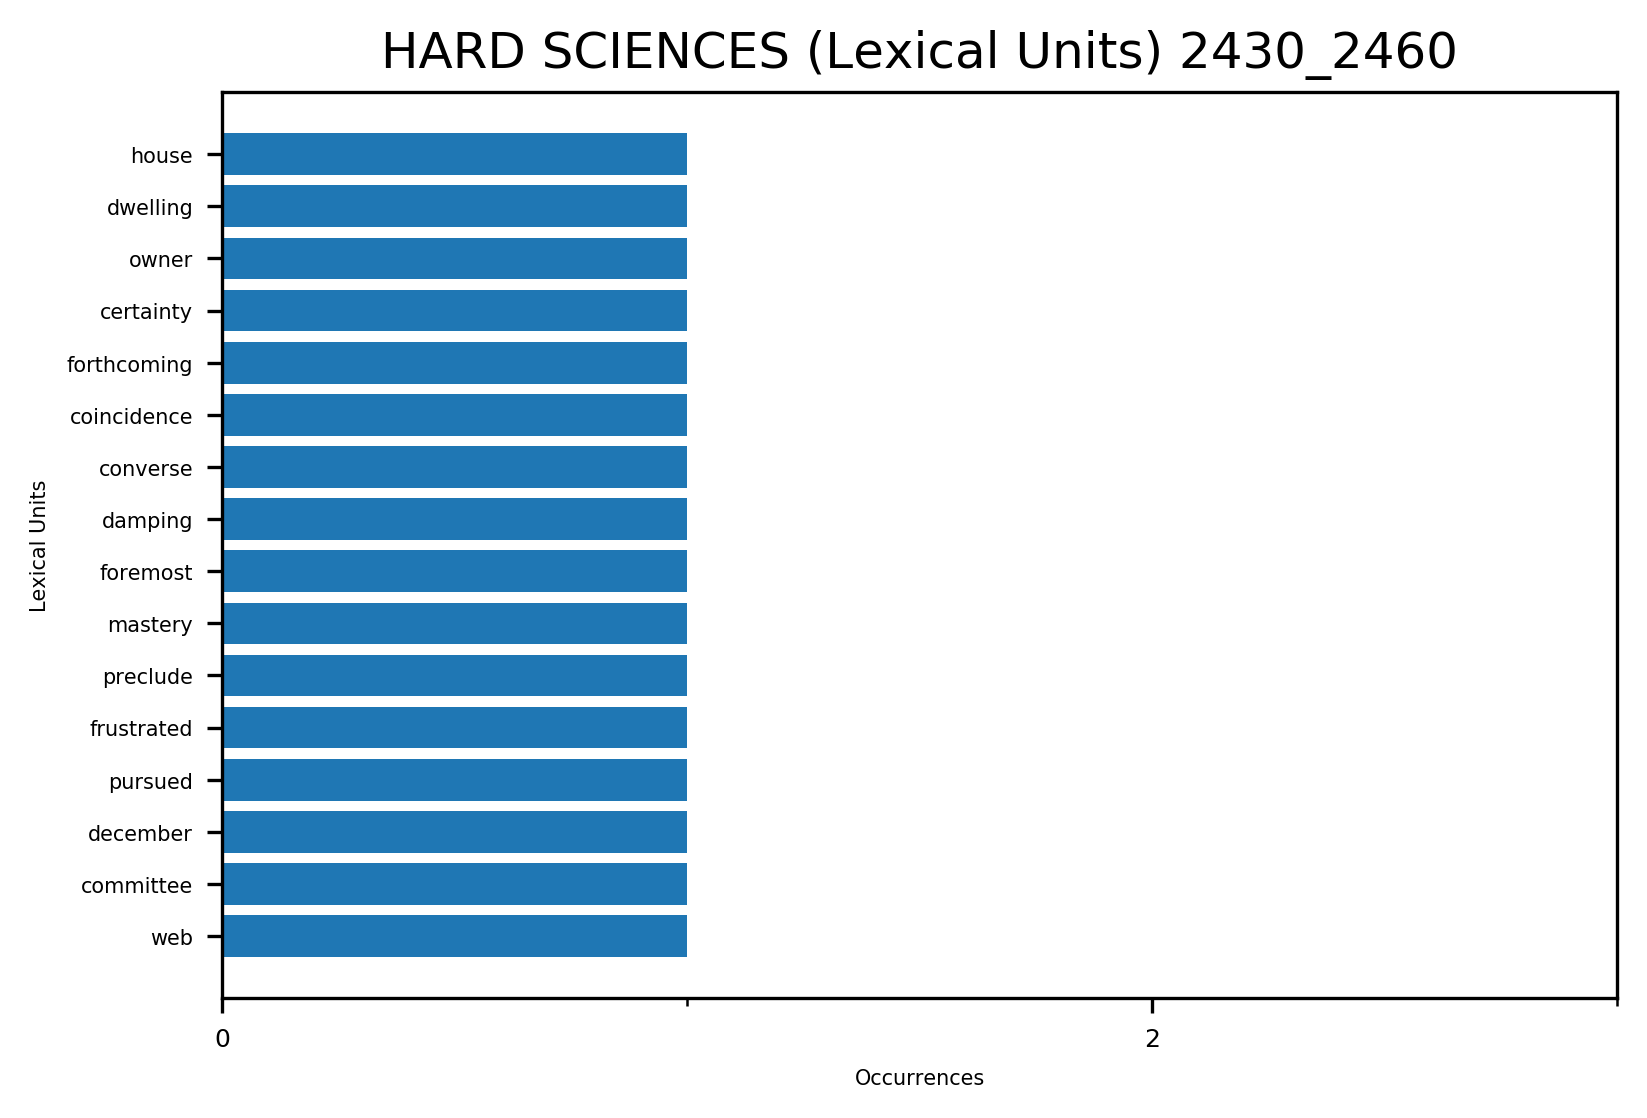 HARD SCIENCES (Lexical Units) 2430_2460
house
dwelling
owner
certainty
forthcoming
coincidence
converse
damping
foremost
mastery
preclude
frustrated
pursued
december
committee
web
Lexical Units
0
2
Occurrences